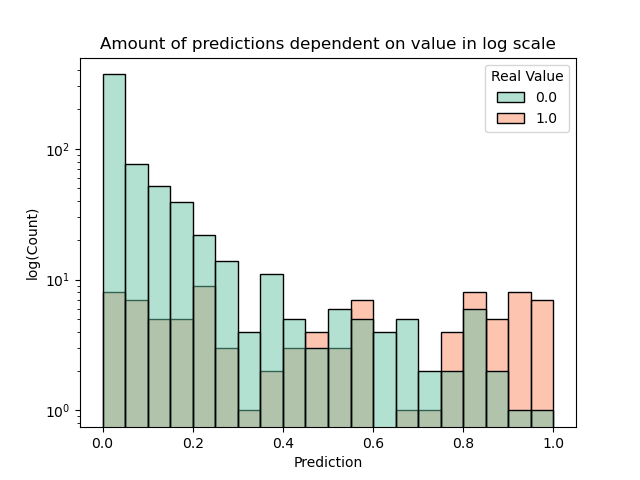 Amount of predictions dependent on value in log scale
Real Value
0.0
1.0
10²
10¹
10⁰
log(Count)
0.0 0.2 0.4 0.6 0.8 1.0
Prediction